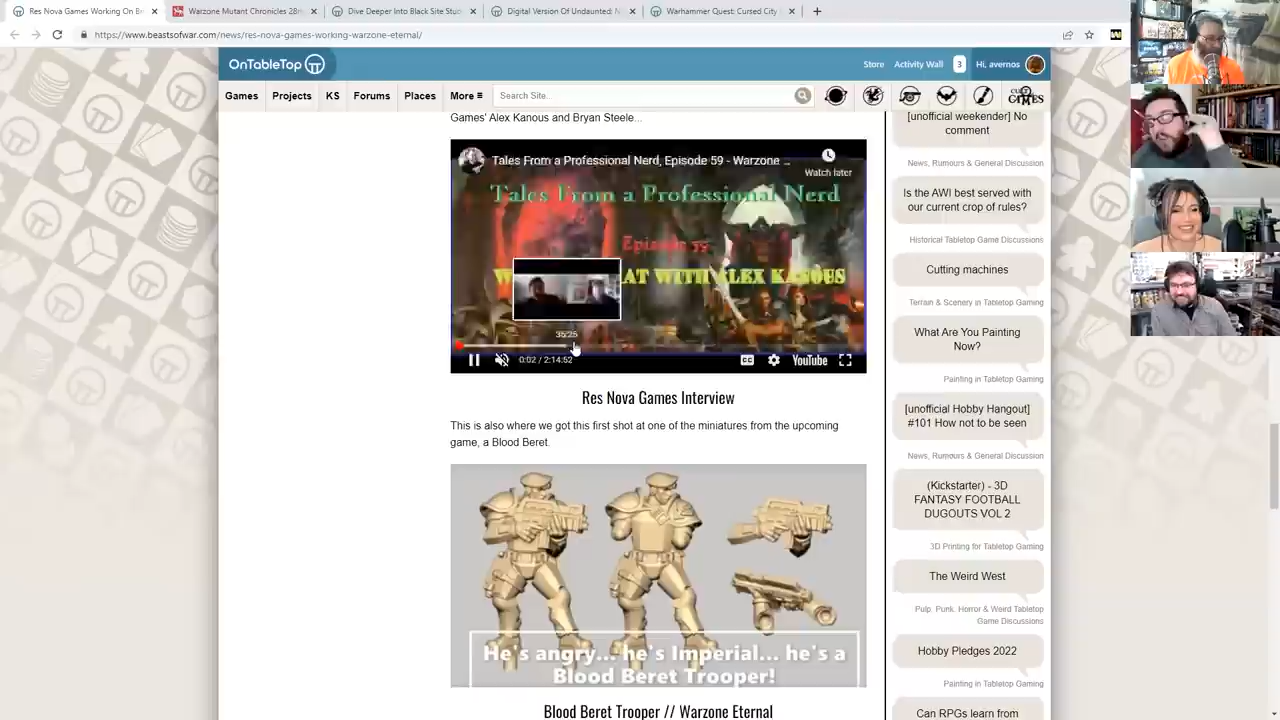 Res Nova Games Working On Br
Warzone Mutant Chronicles 28m
Dive Deeper Into Black Site Stud
Digital Version Of Undaunted: N
Warhammer Quest: Cursed City
https://www.beastsofwar.com/news/res-nova-games-working-warzone-eternal/
OnTableTop
Store
Activity Wall
3
Hi, avernos
Games
Projects
KS
Forums
Places
More
Search Site...
GAMES
Games' Alex Kanous and Bryan Steele...
Tales From a Professional Nerd, Episode 59 - Warzone ...
Watch later
Tales From a Professional Nerd
Episode 59
W
AT WITH ALEX KANOUS
35:25
0:02 / 2:14:52
CC
YouTube
Res Nova Games Interview
This is also where we got this first shot at one of the miniatures from the upcoming
game, a Blood Beret.
He's angry... he's Imperial... he's a
Blood Beret Trooper!
Blood Beret Trooper // Warzone Eternal
[unofficial weekender] No
comment
News, Rumours & General Discussion
Is the AWI best served with
our current crop of rules?
Historical Tabletop Game Discussions
Cutting machines
Terrain & Scenery in Tabletop Gaming
What Are You Painting
Now?
Painting in Tabletop Gaming
[unofficial Hobby Hangout]
#101 How not to be seen
News, Rumours & General Discussion
(Kickstarter) - 3D
FANTASY FOOTBALL
DUGOUTS VOL 2
3D Printing for Tabletop Gaming
The Weird West
Pulp, Punk, Horror & Weird Tabletop
Game Discussions
Hobby Pledges 2022
Painting in Tabletop Gaming
Can RPGs learn from